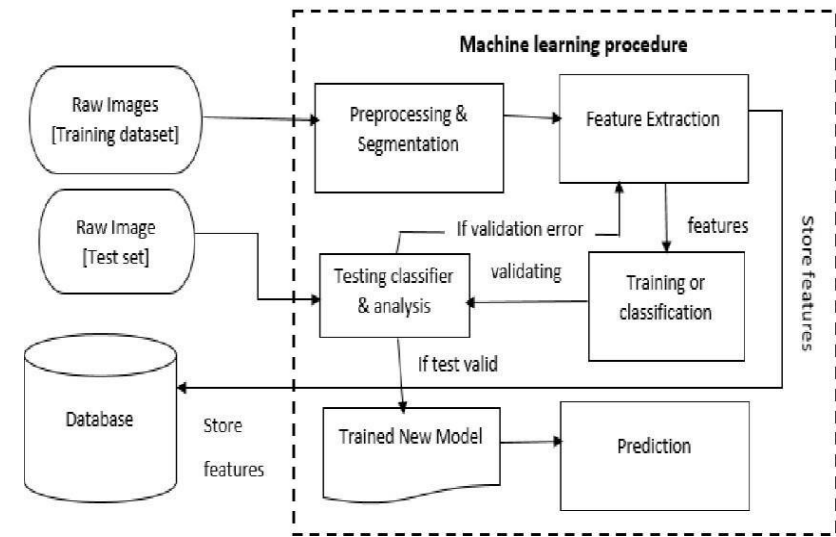 Machine learning procedure
Raw Images
[Training dataset]
Preprocessing &
Segmentation
Feature Extraction
Raw Image
[Test set]
If validation error
features
Store features
Testing classifier
& analysis
validating
Training or
classification
If test valid
Database
Store
features
Trained New Model
Prediction